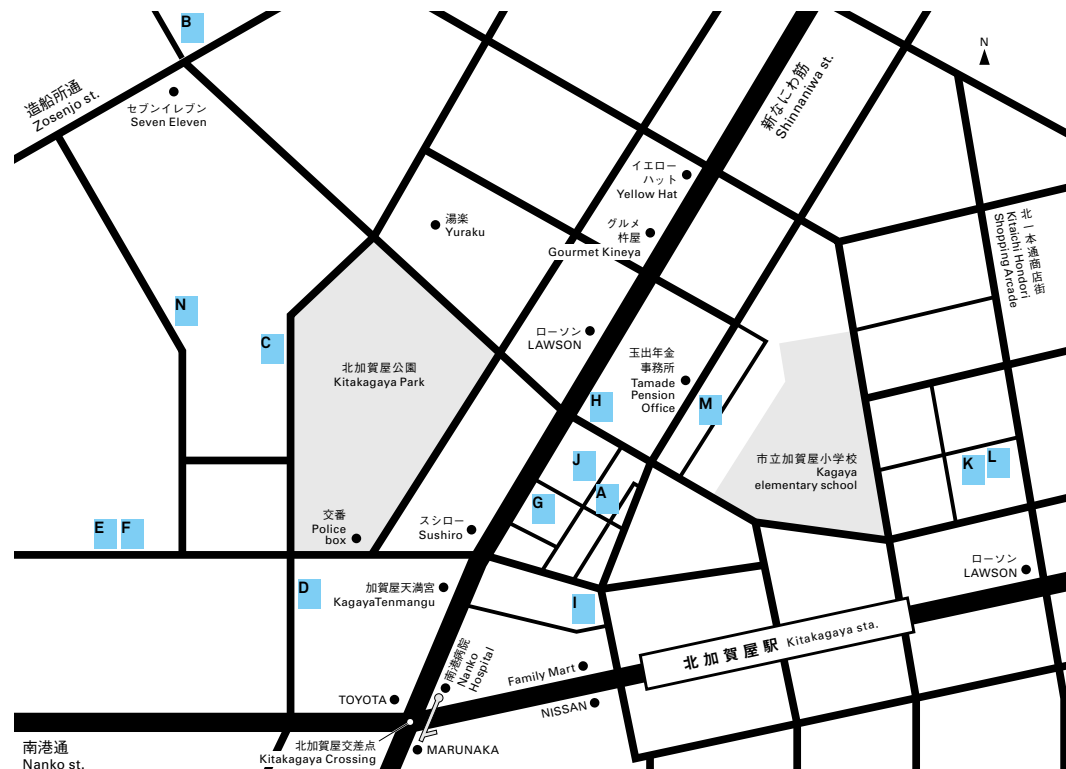 B
N
造船所通
Zosenjo st.
セブンイレブン
Seven Eleven
新なにわ筋
Shinnaniwa st.
イエロー
ハット
Yellow Hat
湯楽
Yuraku
グルメ
杵屋
Gourmet Kineya
北一本通商店街
Kitaichi Hondori
Shopping Arcade
N
C
北加賀屋公園
Kitakagaya Park
ローソン
LAWSON
玉出年金
事務所
Tamade
Pension
Office
H
M
市立加賀屋小学校
Kagaya
elementary school
J
A
G
K
L
E
F
交番
Police
box
スシロー
Sushiro
D
加賀屋天満宮
KagayaTenmangu
I
ローソン
LAWSON
北加賀屋駅 Kitakagaya sta.
南港病院
Nanko
Hospital
Family Mart
NISSAN
TOYOTA
北加賀屋交差点
Kitakagaya Crossing
MARUNAKA
南港通
Nanko st.